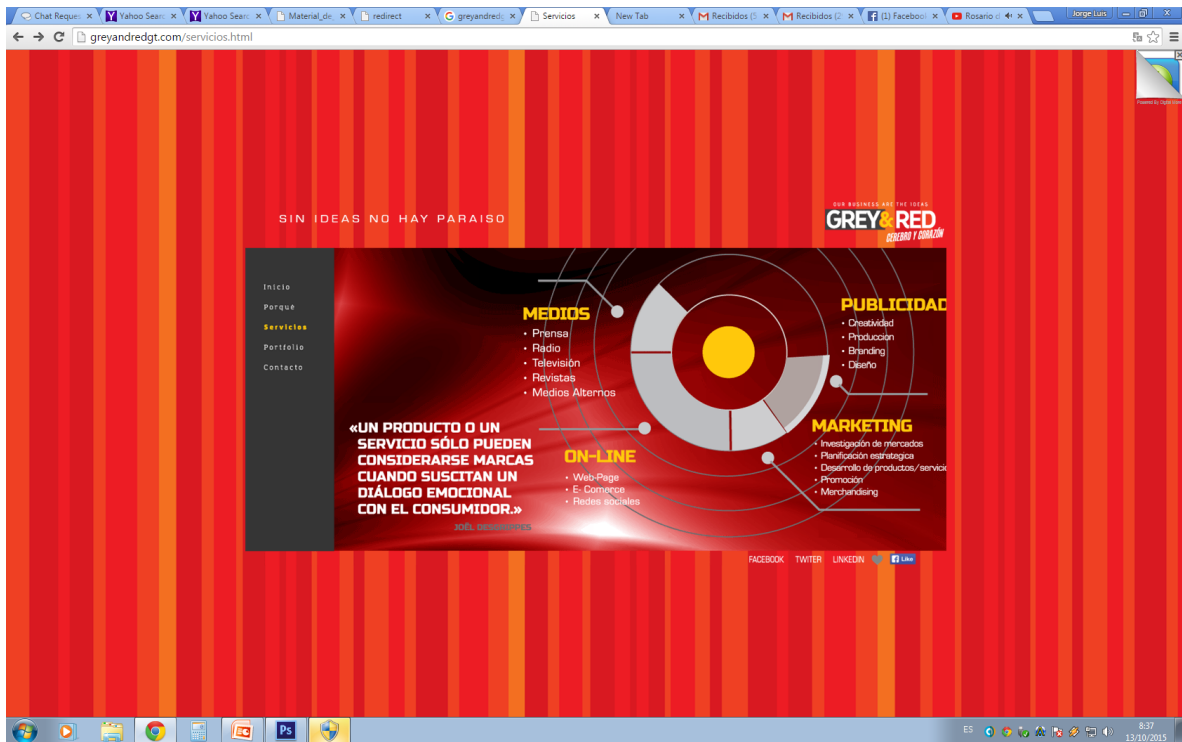 Chat Reques
Yahoo Searc
Yahoo Searc
Material_de_
redirect
greyandredg
Servicios
New Tab
Recibidos (5
Recibidos (2
(1) Facebool
Rosario d
Jorge Luis
greyandredgt.com/servicios.html
SIN IDEAS NO HAY PARAISO
OUR BUSINESS ARE THE IDEAS
GREY&RED
CEREBRO Y CORAZÓN
Inicio
Porqué
Servicios
Portfolio
Contacto
MEDIOS
• Prensa
• Radio
• Televisión
• Revistas
• Medios Alternos
PUBLICIDAD
• Creatividad
• Produccion
• Branding
• Diseño
«UN PRODUCTO O UN
SERVICIO SÓLO PUEDEN
CONSIDERARSE MARCAS
CUANDO SUSCITAN UN
DIÁLOGO EMOCIONAL
CON EL CONSUMIDOR.»
ON-LINE
• Web-Page
• E- Comerce
• Redes sociales
MARKETING
• Investigación de mercados
• Planificación estrategica
• Desarrollo de productos/servicio
• Promoción
• Merchandising
FACEBOOK TWITER LINKEDIN Like
Ps
ES
8:37
13/10/2015